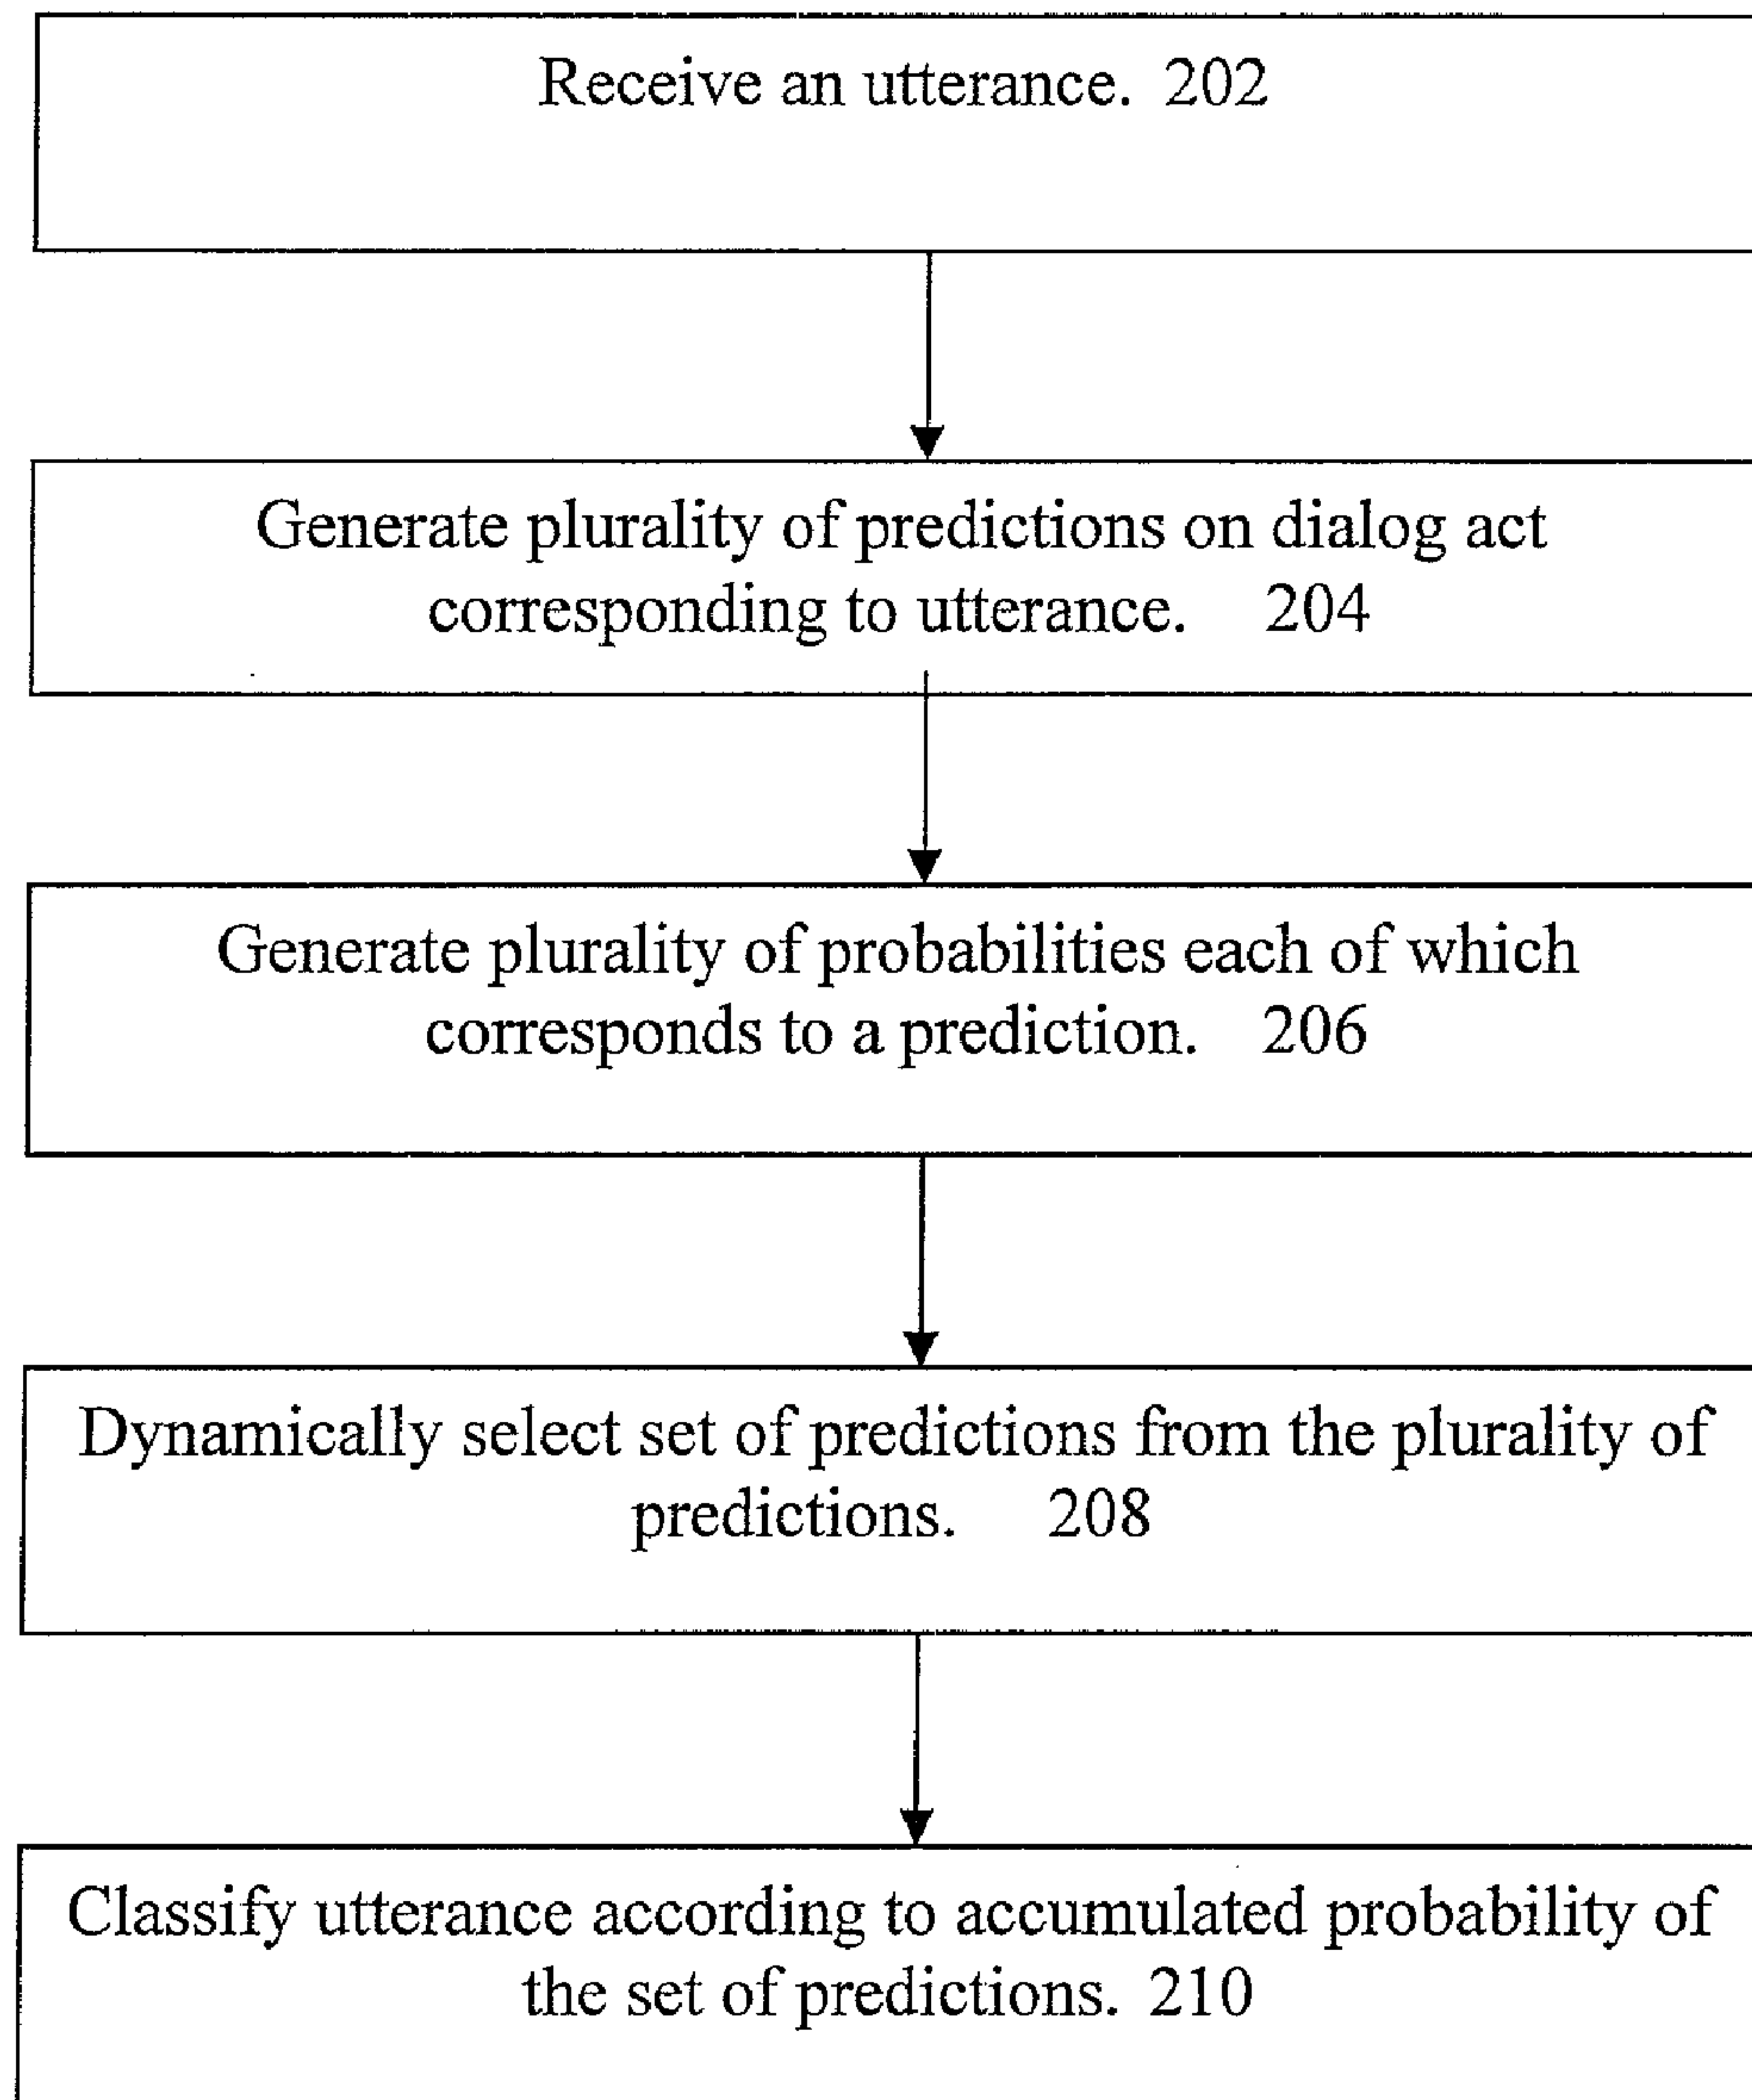 Receive an utterance. 202
Generate plurality of predictions on dialog act
corresponding to utterance. 204
Generate plurality of probabilities each of which
corresponds to a prediction. 206
Dynamically select set of predictions from the plurality of
predictions. 208
Classify utterance according to accumulated probability of
the set of predictions. 210